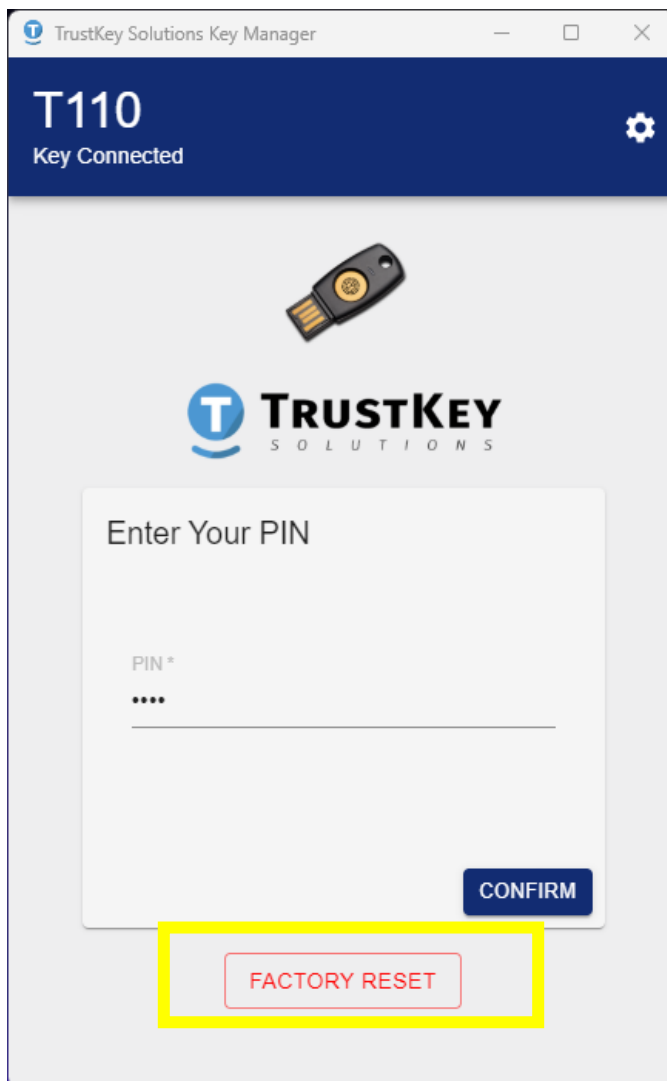 TrustKey Solutions Key Manager
T110
Key Connected
T TRUSTKEY
SOLUTIONS
Enter Your PIN
PIN *
••••
CONFIRM
FACTORY RESET